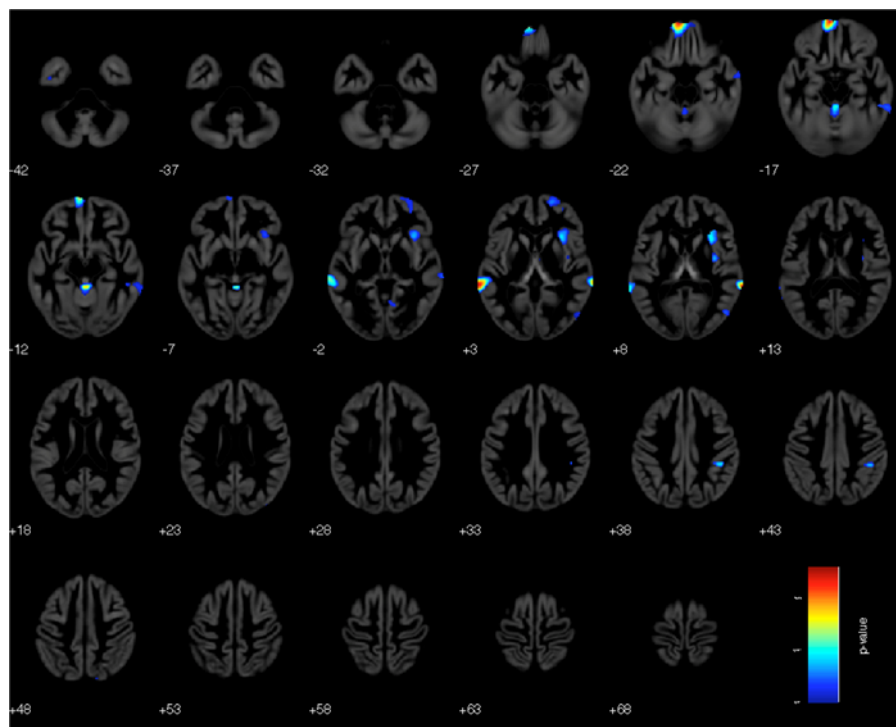 -42 -37 -32 -27 -22 -17
-12 -7 -2 +3 +8 +13
+18 +23 +28 +33 +38 +43
+48 +53 +58 +63 +68
p-value